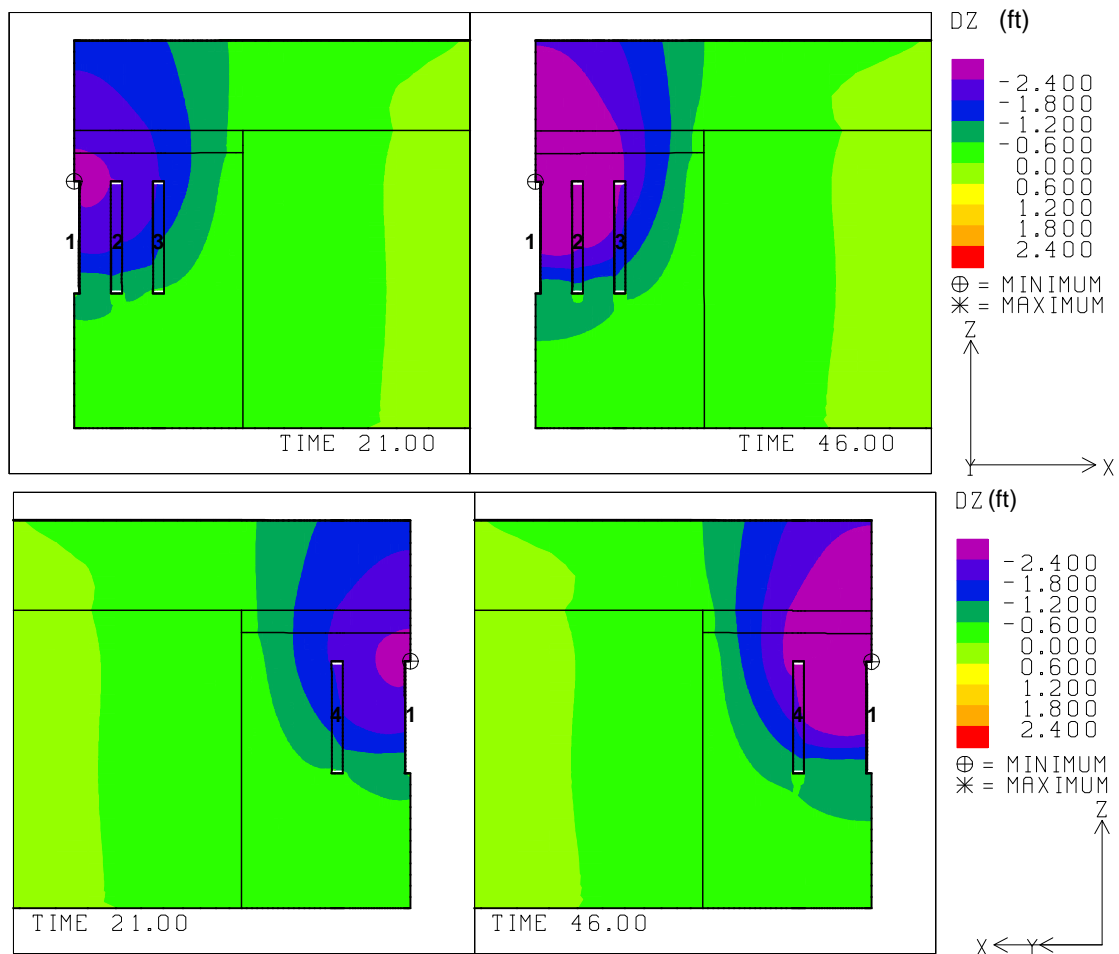 DZ (ft)
-2.400
-1.800
-1.200
-0.600
0.000
0.600
1.200
1.800
2.400
⊕ = MINIMUM
✳ = MAXIMUM
Z
X
Y
1 2 3
1 2 3
TIME 21.00
TIME 46.00
DZ (ft)
-2.400
-1.800
-1.200
-0.600
0.000
0.600
1.200
1.800
2.400
⊕ = MINIMUM
✳ = MAXIMUM
Z
X Y
4 1
4 1
TIME 21.00
TIME 46.00